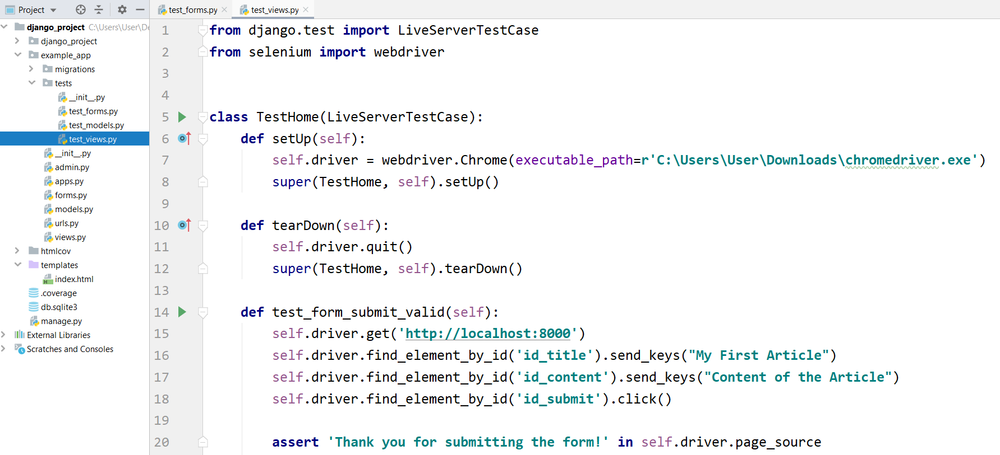 Project
django_project C:\Users\User\De
django_project
example_app
migrations
tests
__init__.py
test_forms.py
test_models.py
test_views.py
__init__.py
admin.py
apps.py
forms.py
models.py
urls.py
views.py
htmlcov
templates
index.html
.coverage
db.sqlite3
manage.py
External Libraries
Scratches and Consoles
test_forms.py
test_views.py
1 from django.test import LiveServerTestCase
2 from selenium import webdriver
3
4
5 class TestHome(LiveServerTestCase):
6 def setUp(self):
7 self.driver = webdriver.Chrome(executable_path=r'C:\Users\User\Downloads\chromedriver.exe')
8 super(TestHome, self).setUp()
9
10 def tearDown(self):
11 self.driver.quit()
12 super(TestHome, self).tearDown()
13
14 def test_form_submit_valid(self):
15 self.driver.get('http://localhost:8000')
16 self.driver.find_element_by_id('id_title').send_keys("My First Article")
17 self.driver.find_element_by_id('id_content').send_keys("Content of the Article")
18 self.driver.find_element_by_id('id_submit').click()
19
20 assert 'Thank you for submitting the form!' in self.driver.page_source